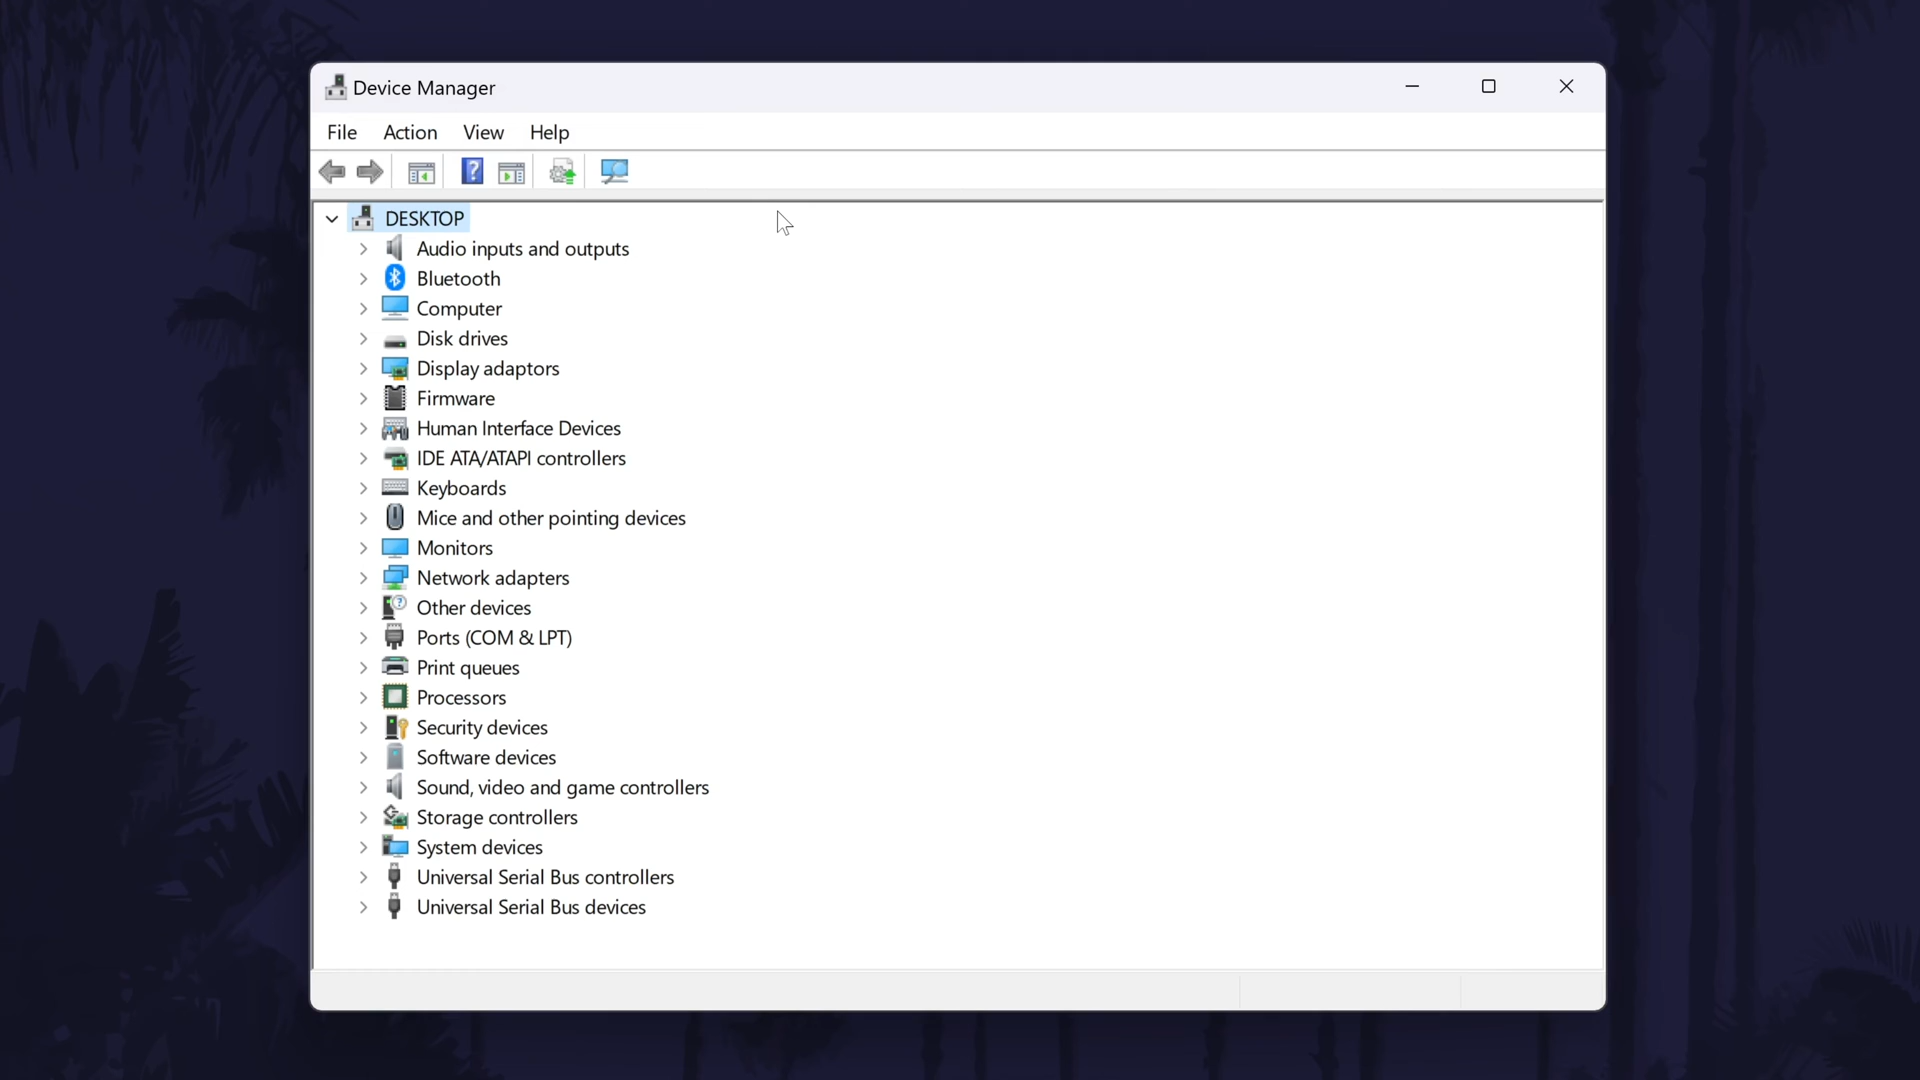 Device Manager
File Action View Help
DESKTOP
Audio inputs and outputs
Bluetooth
Computer
Disk drives
Display adaptors
Firmware
Human Interface Devices
IDE ATA/ATAPI controllers
Keyboards
Mice and other pointing devices
Monitors
Network adapters
Other devices
Ports (COM & LPT)
Print queues
Processors
Security devices
Software devices
Sound, video and game controllers
Storage controllers
System devices
Universal Serial Bus controllers
Universal Serial Bus devices